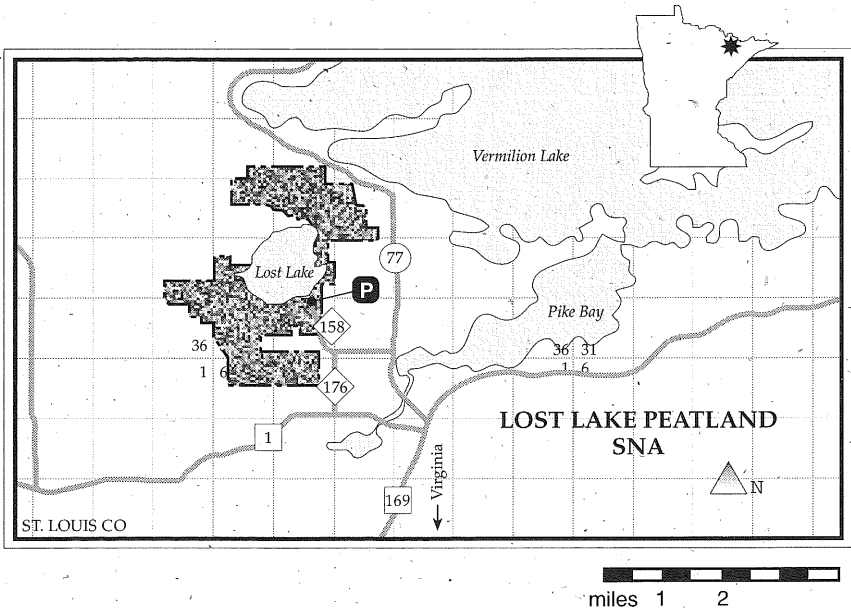 Vermilion Lake
77
Lost Lake
P
Pike Bay
158
36
36 31
1 6
1 6
176
LOST LAKE PEATLAND
SNA
1
Virginia
169
N
ST. LOUIS CO
miles 1 2